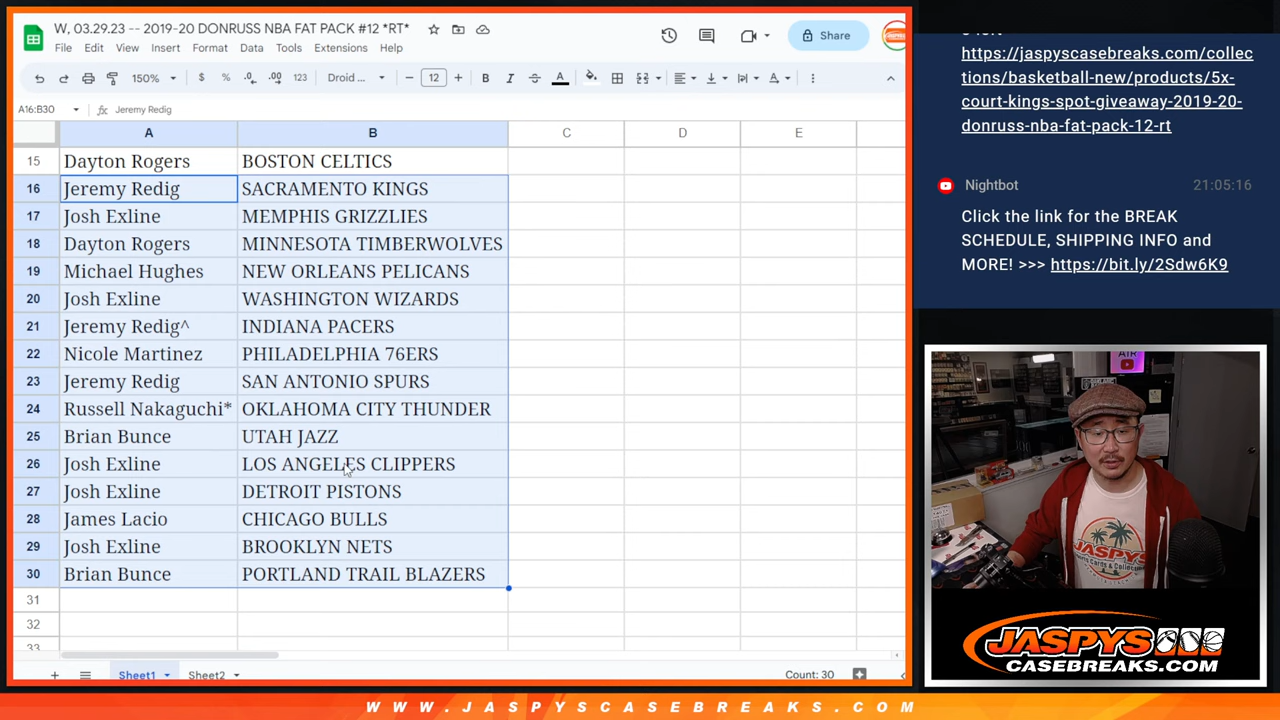 W, 03.29.23 -- 2019-20 DONRUSS NBA FAT PACK #12 *RT*
File Edit View Insert Format Data Tools Extensions Help
Share
150% $ % .0 .00 123 Droid ... 12 B I A
A16:B30 fx Jeremy Redig
A B C D E
15 Dayton Rogers BOSTON CELTICS
16 Jeremy Redig SACRAMENTO KINGS
17 Josh Exline MEMPHIS GRIZZLIES
18 Dayton Rogers MINNESOTA TIMBERWOLVES
19 Michael Hughes NEW ORLEANS PELICANS
20 Josh Exline WASHINGTON WIZARDS
21 Jeremy Redig^ INDIANA PACERS
22 Nicole Martinez PHILADELPHIA 76ERS
23 Jeremy Redig SAN ANTONIO SPURS
24 Russell Nakaguchi* OKLAHOMA CITY THUNDER
25 Brian Bunce UTAH JAZZ
26 Josh Exline LOS ANGELES CLIPPERS
27 Josh Exline DETROIT PISTONS
28 James Lacio CHICAGO BULLS
29 Josh Exline BROOKLYN NETS
30 Brian Bunce PORTLAND TRAIL BLAZERS
31
32
33
Sheet1 Sheet2 Count: 30
https://jaspyscasebreaks.com/collec
tions/basketball-new/products/5x-
court-kings-spot-giveaway-2019-20-
donruss-nba-fat-pack-12-rt
Nightbot 21:05:16
Click the link for the BREAK
SCHEDULE, SHIPPING INFO and
MORE! >>> https://bit.ly/2Sdw6K9
AIR
JASPYS
JASPYS
CASEBREAKS.COM
WWW.JASPYSCASEBREAKS.COM